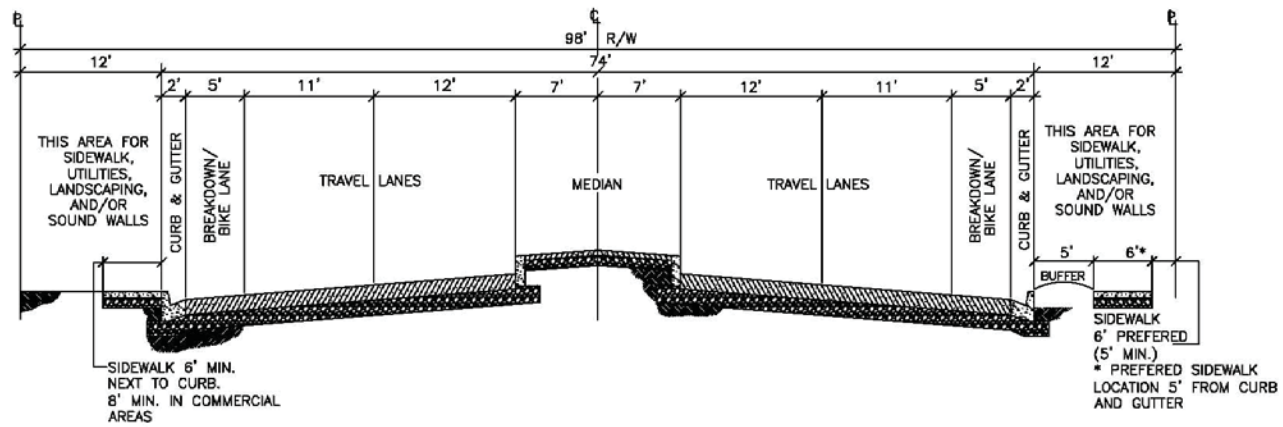 P C P
98' R/W
12' 74' 12'
2' 5' 11' 12' 7' 7' 12' 11' 5' 2'
THIS AREA FOR
SIDEWALK,
UTILITIES,
LANDSCAPING,
AND/OR
SOUND WALLS
CURB & GUTTER
BREAKDOWN/
BIKE LANE
TRAVEL LANES
MEDIAN
TRAVEL LANES
BREAKDOWN/
BIKE LANE
CURB & GUTTER
THIS AREA FOR
SIDEWALK,
UTILITIES,
LANDSCAPING,
AND/OR
SOUND WALLS
5' 6'*
BUFFER
SIDEWALK 6' MIN.
NEXT TO CURB.
8' MIN. IN COMMERCIAL
AREAS
SIDEWALK
6' PREFERED
(5' MIN.)
* PREFERED SIDEWALK
LOCATION 5' FROM CURB
AND GUTTER